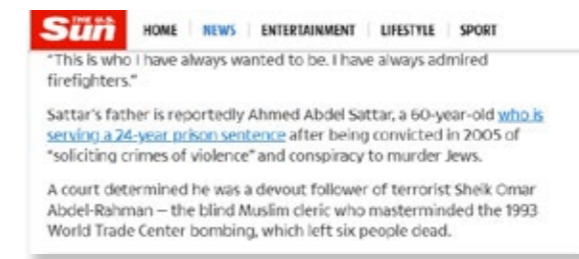 THE U.S. Sun HOME NEWS ENTERTAINMENT LIFESTYLE SPORT
"This is who I have always wanted to be. I have always admired
firefighters."
Sattar's father is reportedly Ahmed Abdel Sattar, a 60-year-old who is
serving a 24-year prison sentence after being convicted in 2005 of
"soliciting crimes of violence" and conspiracy to murder Jews.
A court determined he was a devout follower of terrorist Sheik Omar
Abdel-Rahman — the blind Muslim cleric who masterminded the 1993
World Trade Center bombing, which left six people dead.